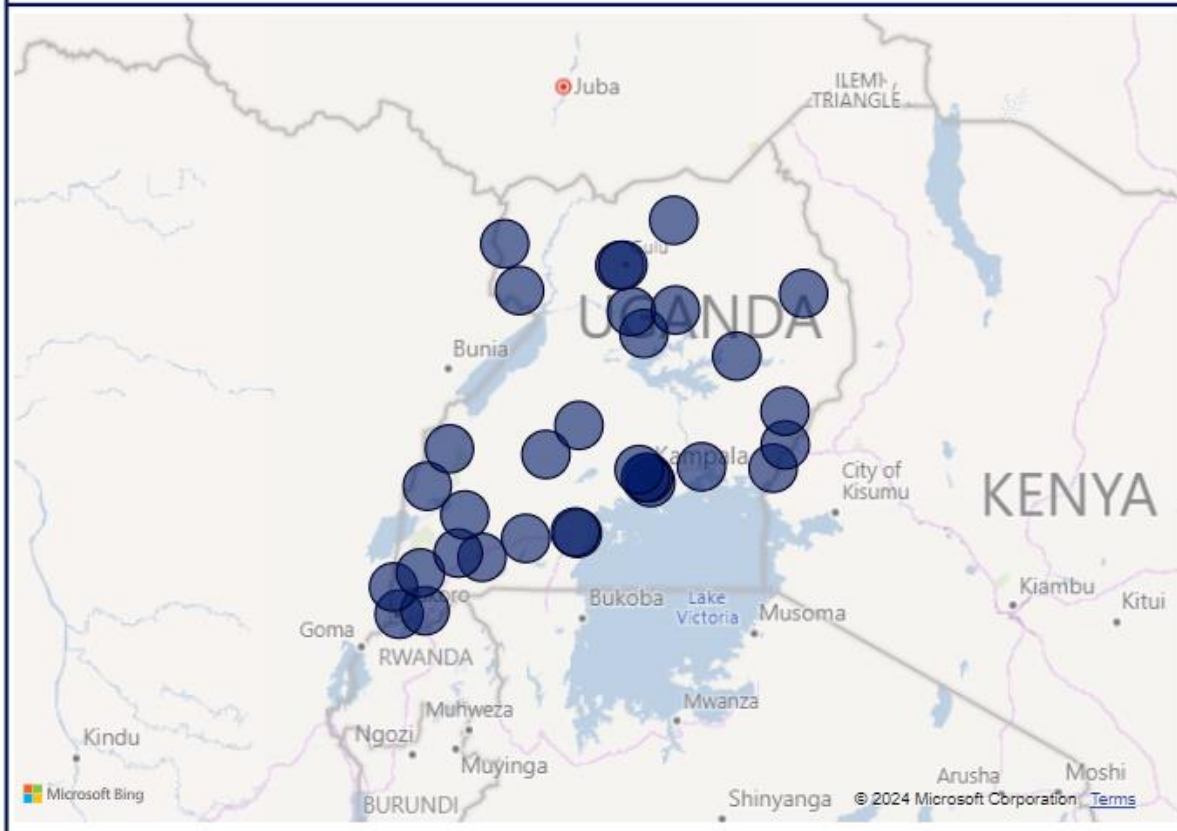 Juba
ILEMI
TRIANGLE
UGANDA
Bunia
Kampala
City of
Kisumu
KENYA
Kiambu
Kitui
Bukoba
Lake
Victoria
Musoma
Goma
RWANDA
Mwanza
Muhweza
Ngozi
Muyinga
Kindu
Arusha
Moshi
Microsoft Bing
BURUNDI
Shinyanga
© 2024 Microsoft Corporation Terms